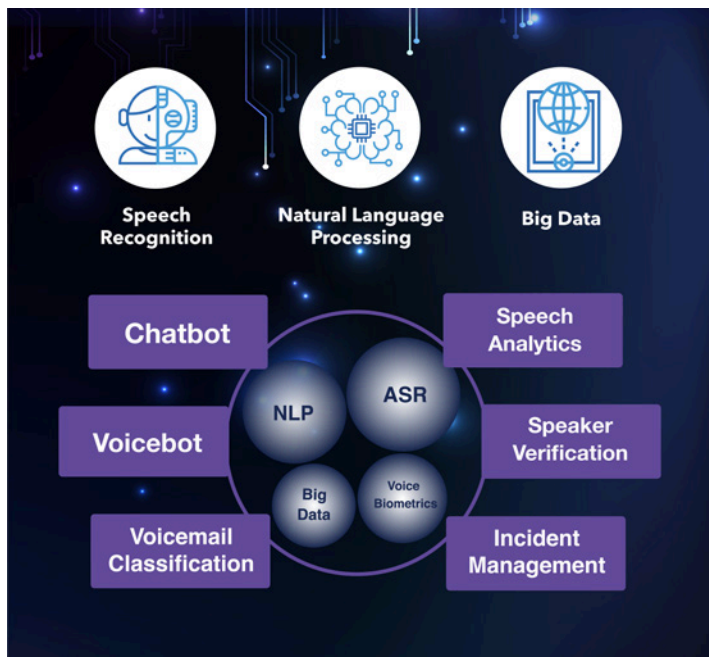 Speech
Recognition
Natural Language
Processing
Big Data
Chatbot
Speech
Analytics
NLP
ASR
Voicebot
Speaker
Verification
Big
Data
Voice
Biometrics
Voicemail
Classification
Incident
Management